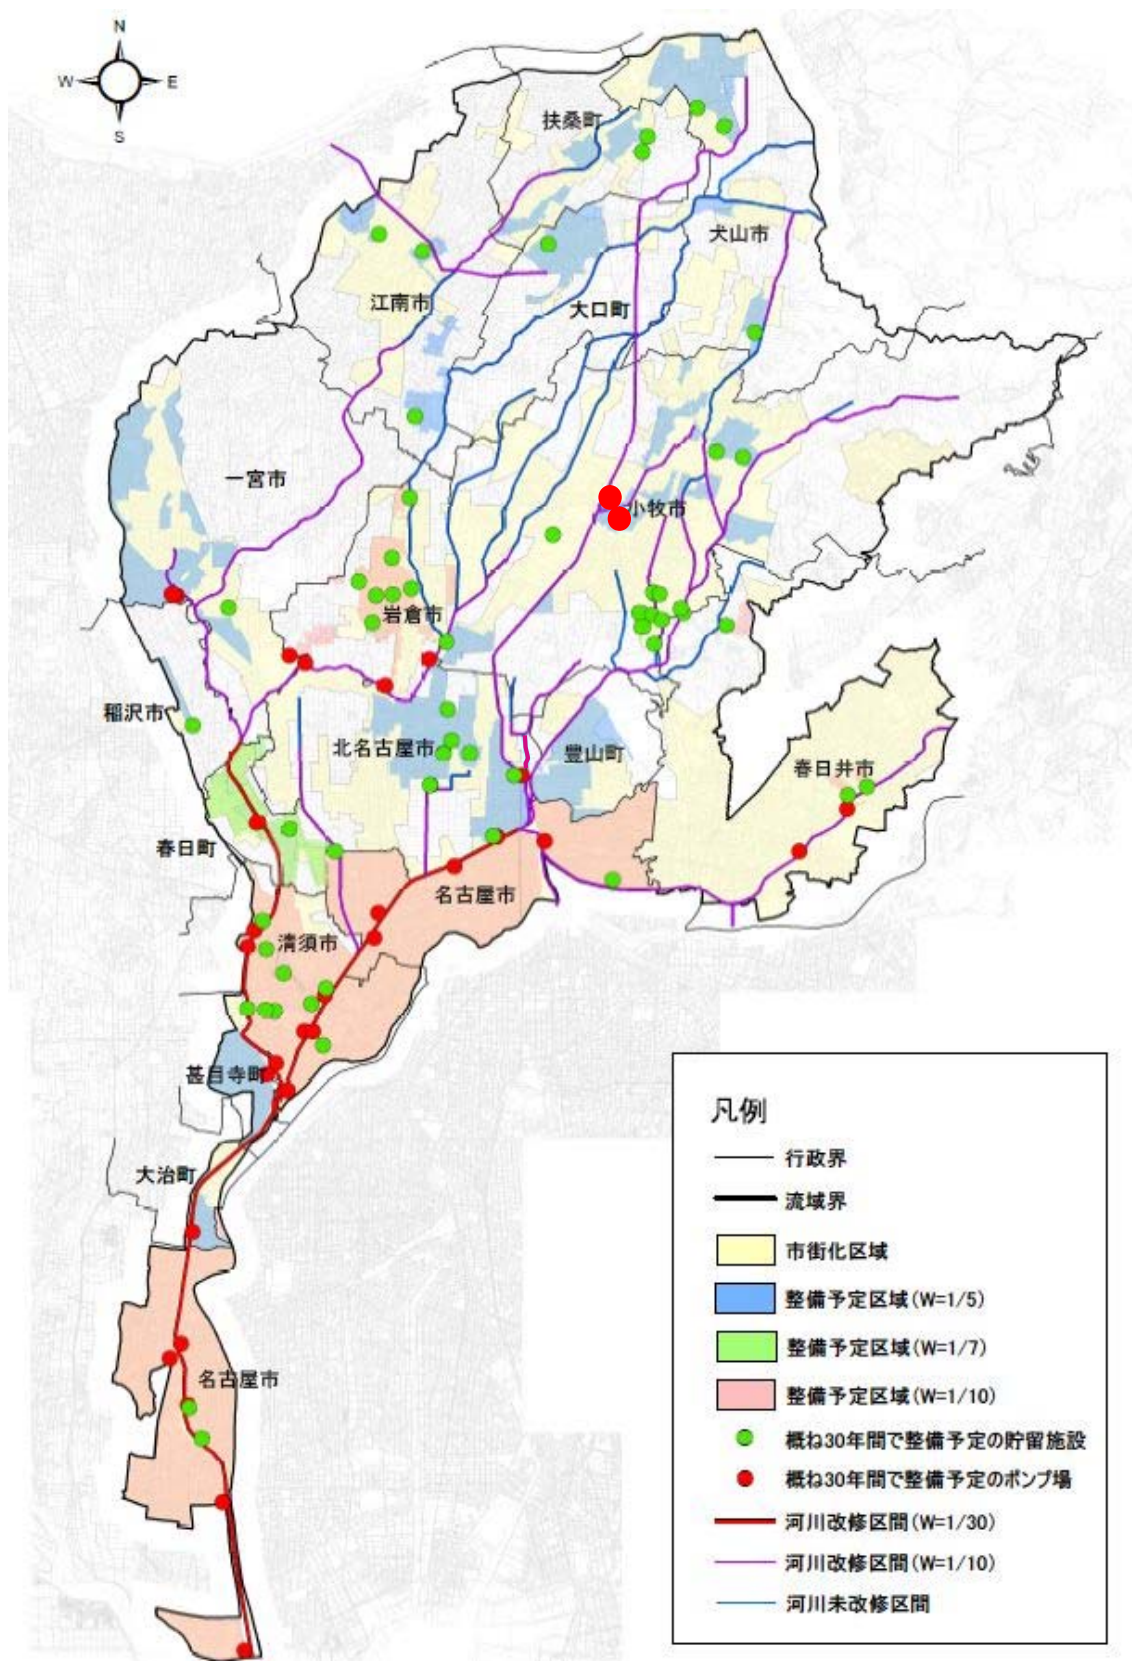 N
W
E
S
扶桑町
犬山市
江南市
大口町
一宮市
小牧市
岩倉市
稲沢市
北名古屋市
豊山町
春日井市
春日町
名古屋市
清須市
甚目寺町
大治町
名古屋市
凡例
行政界
流域界
市街化区域
整備予定区域(W=1/5)
整備予定区域(W=1/7)
整備予定区域(W=1/10)
概ね30年間で整備予定の貯留施設
概ね30年間で整備予定のポンプ場
河川改修区間(W=1/30)
河川改修区間(W=1/10)
河川未改修区間